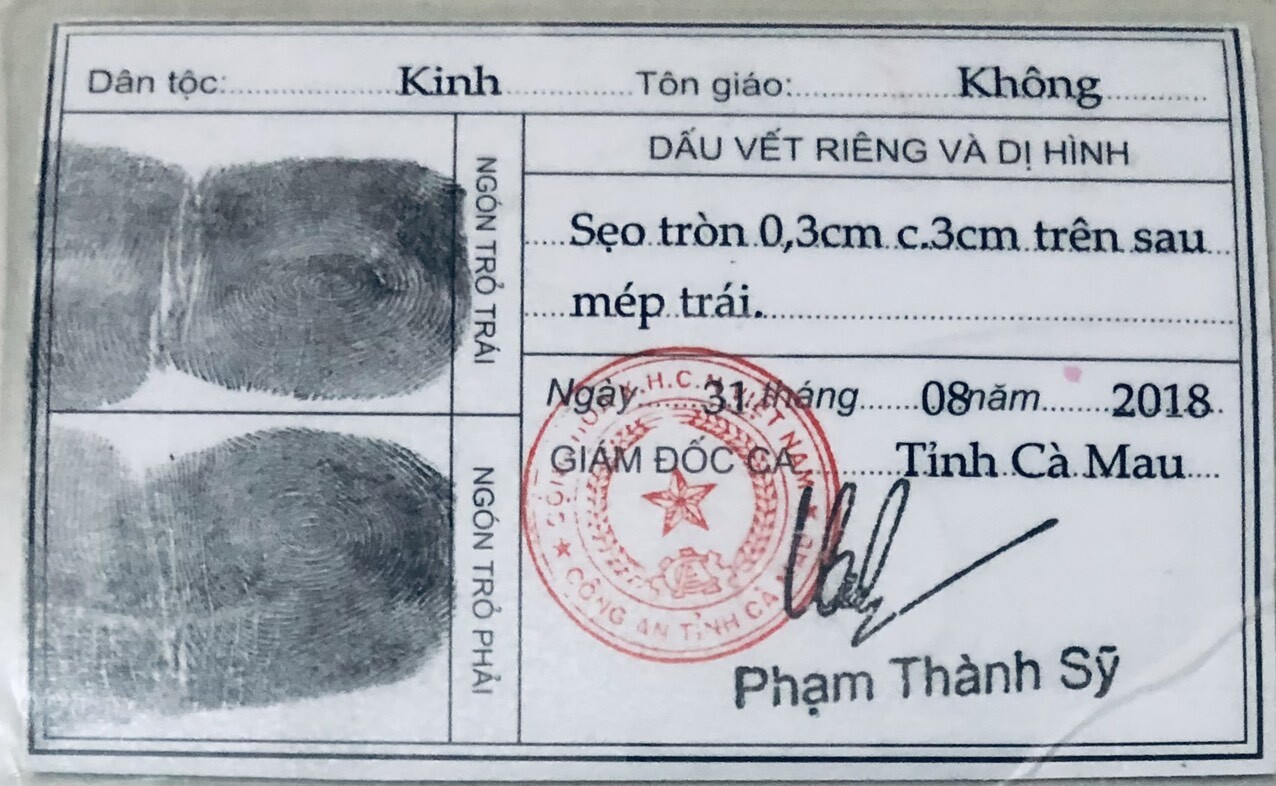 Dân tộc: Kinh Tôn giáo: Không
NGÓN TRỎ TRÁI
DẤU VẾT RIÊNG VÀ DỊ HÌNH
Sẹo tròn 0,3cm c.3cm trên sau
mép trái.
NGÓN TRỎ PHẢI
Ngày 31 tháng 08 năm 2018
GIÁM ĐỐC CA Tỉnh Cà Mau
CÔNG AN TỈNH CÀ MAU
Phạm Thành Sỹ